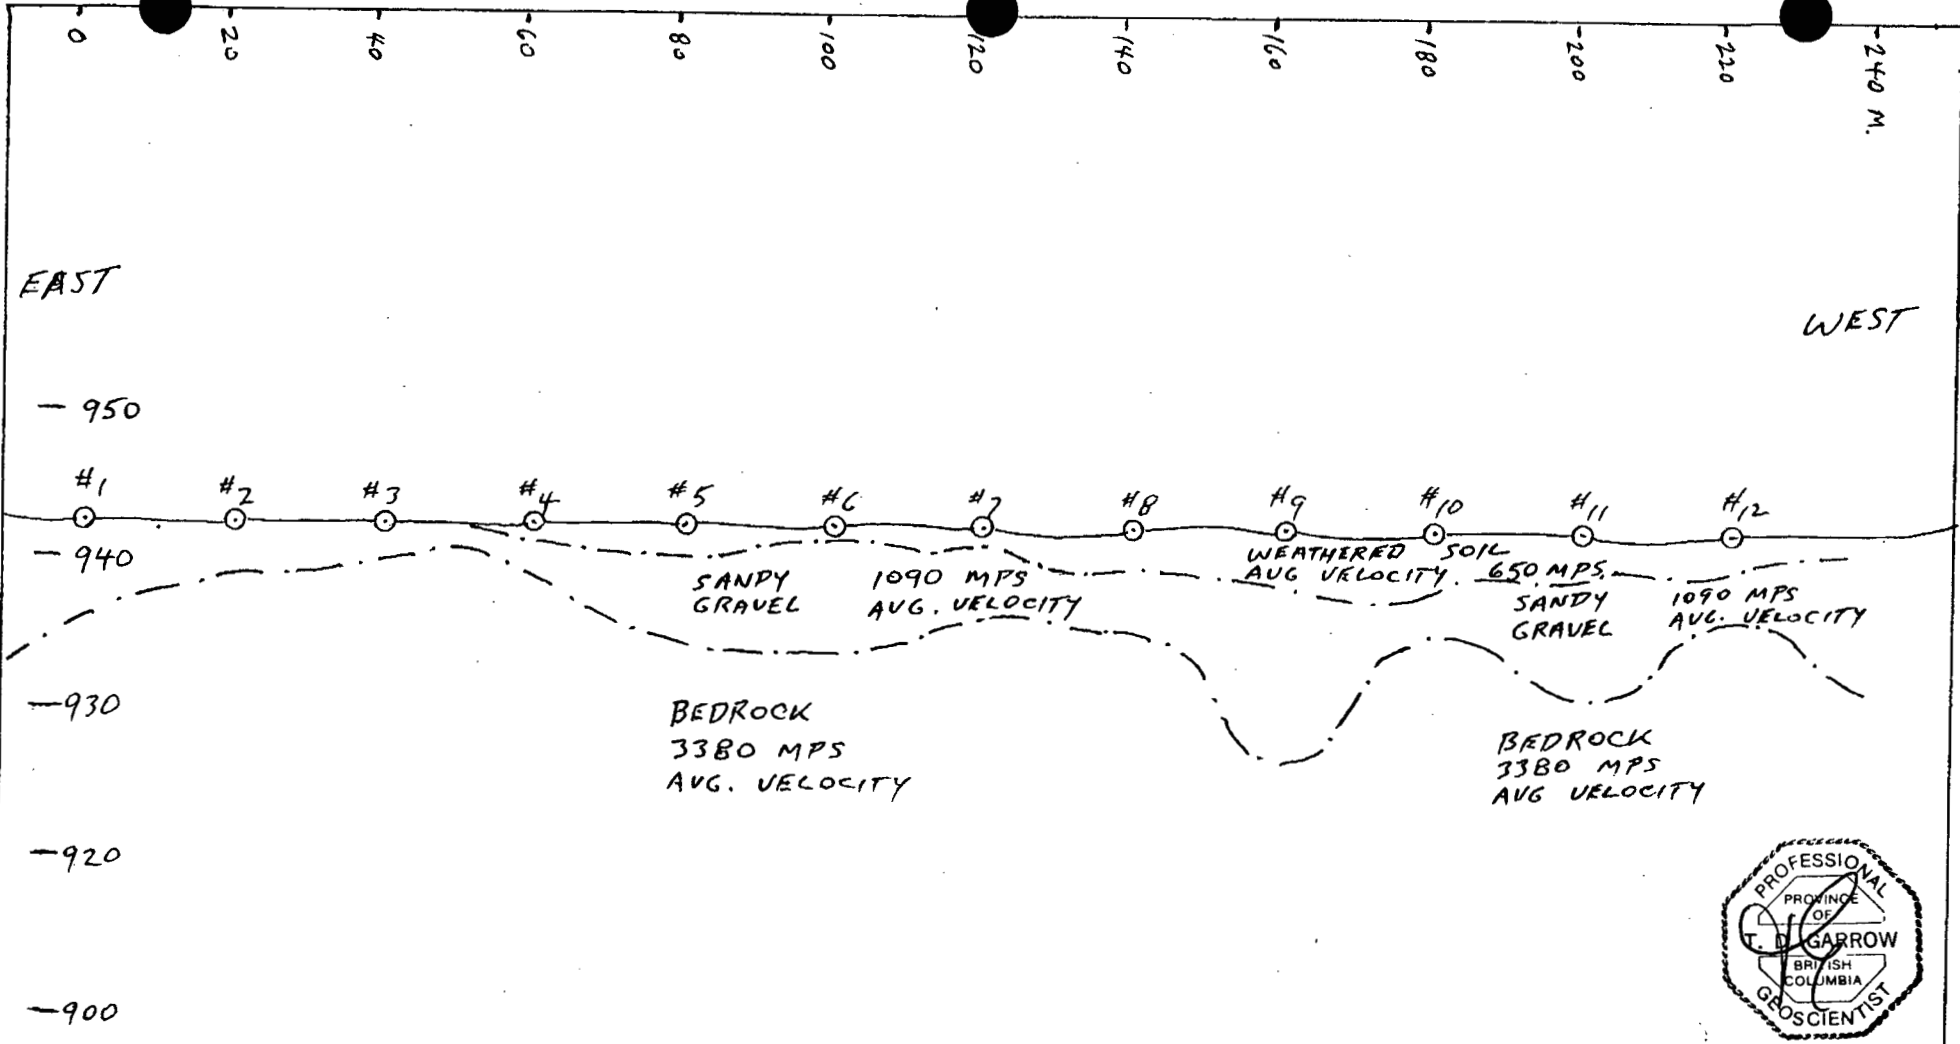 0 20 40 60 80 100 120 140 160 180 200 220 240 M.
EAST
WEST
950
#1 #2 #3 #4 #5 #6 #7 #8 #9 #10 #11 #12
940
WEATHERED SOIL
AVG VELOCITY. 650 MPS.
SANDY
GRAVEL
1090 MPS
AVG. VELOCITY
SANDY
GRAVEL
1090 MPS
AVG. VELOCITY
930
BEDROCK
3380 MPS
AVG. VELOCITY
BEDROCK
3380 MPS
AVG VELOCITY
920
900
PROFESSIONAL
PROVINCE
OF
T. D. GARROW
BRITISH
COLUMBIA
GEOSCIENTIST